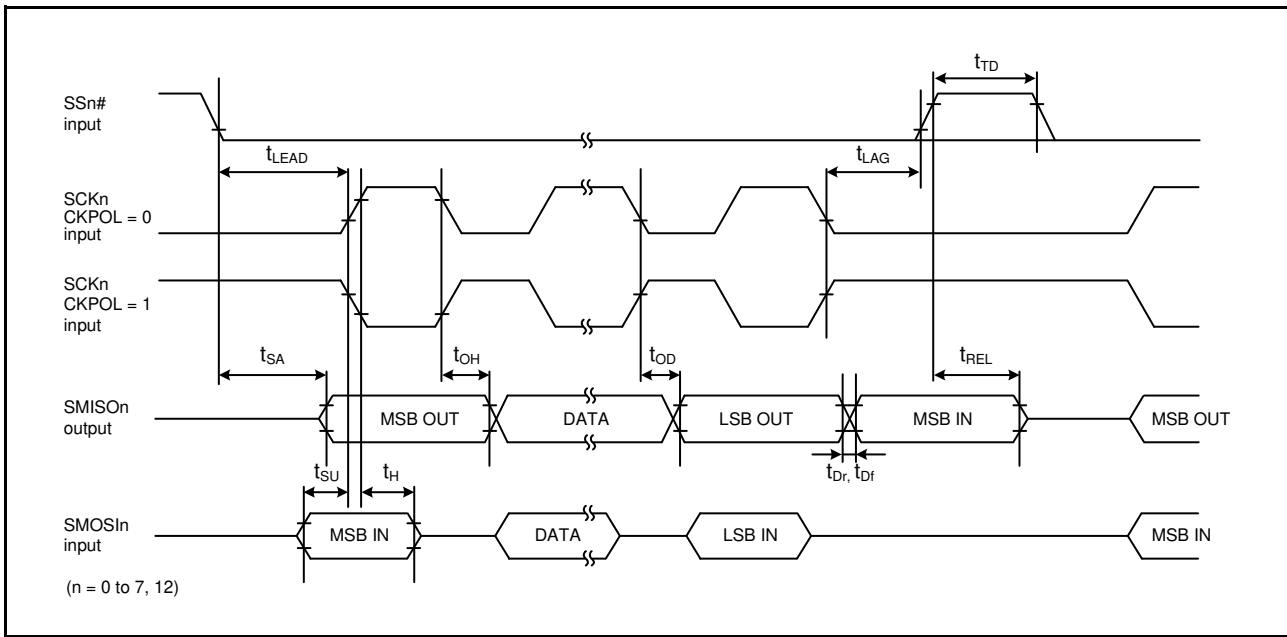 tTD
SSn#
input
tLEAD
tLAG
SCKn
CKPOL = 0
input
SCKn
CKPOL = 1
input
tSA
tOH
tOD
tREL
SMISOn
output
MSB OUT
DATA
LSB OUT
MSB IN
MSB OUT
tSU
tH
tDr, tDf
SMOSIn
input
MSB IN
DATA
LSB IN
MSB IN
(n = 0 to 7, 12)